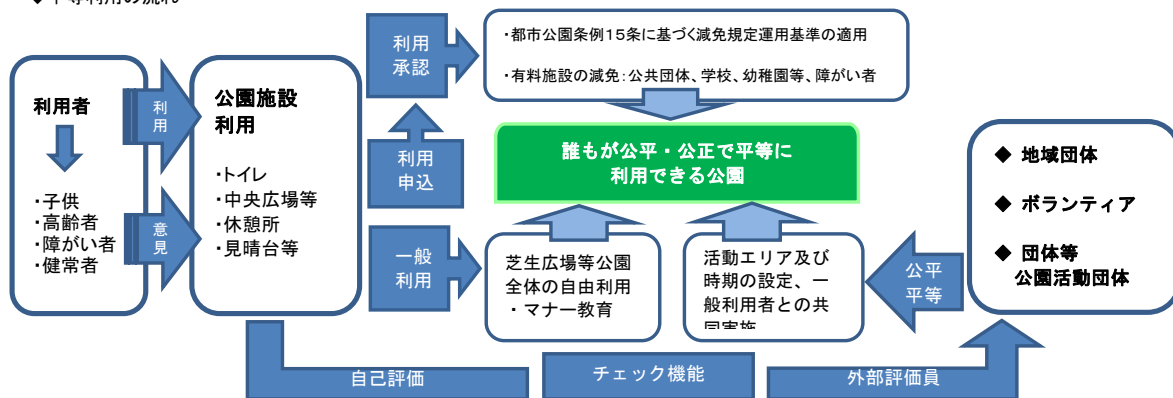 ◆平等利用の流れ
利用者
・子供
・高齢者
・障がい者
・健常者
利用
意見
公園施設
利用
・トイレ
・中央広場等
・休憩所
・見晴台等
利用
承認
利用
申込
一般
利用
・都市公園条例15条に基づく減免規定運用基準の適用
・有料施設の減免:公共団体、学校、幼稚園等、障がい者
誰もが公平・公正で平等に
利用できる公園
芝生広場等公園
全体の自由利用
・マナー教育
活動エリア及び
時期の設定、一
般利用者との共
同実施
公平
平等
◆ 地域団体
◆ ボランティア
◆ 団体等
公園活動団体
自己評価
チェック機能
外部評価員